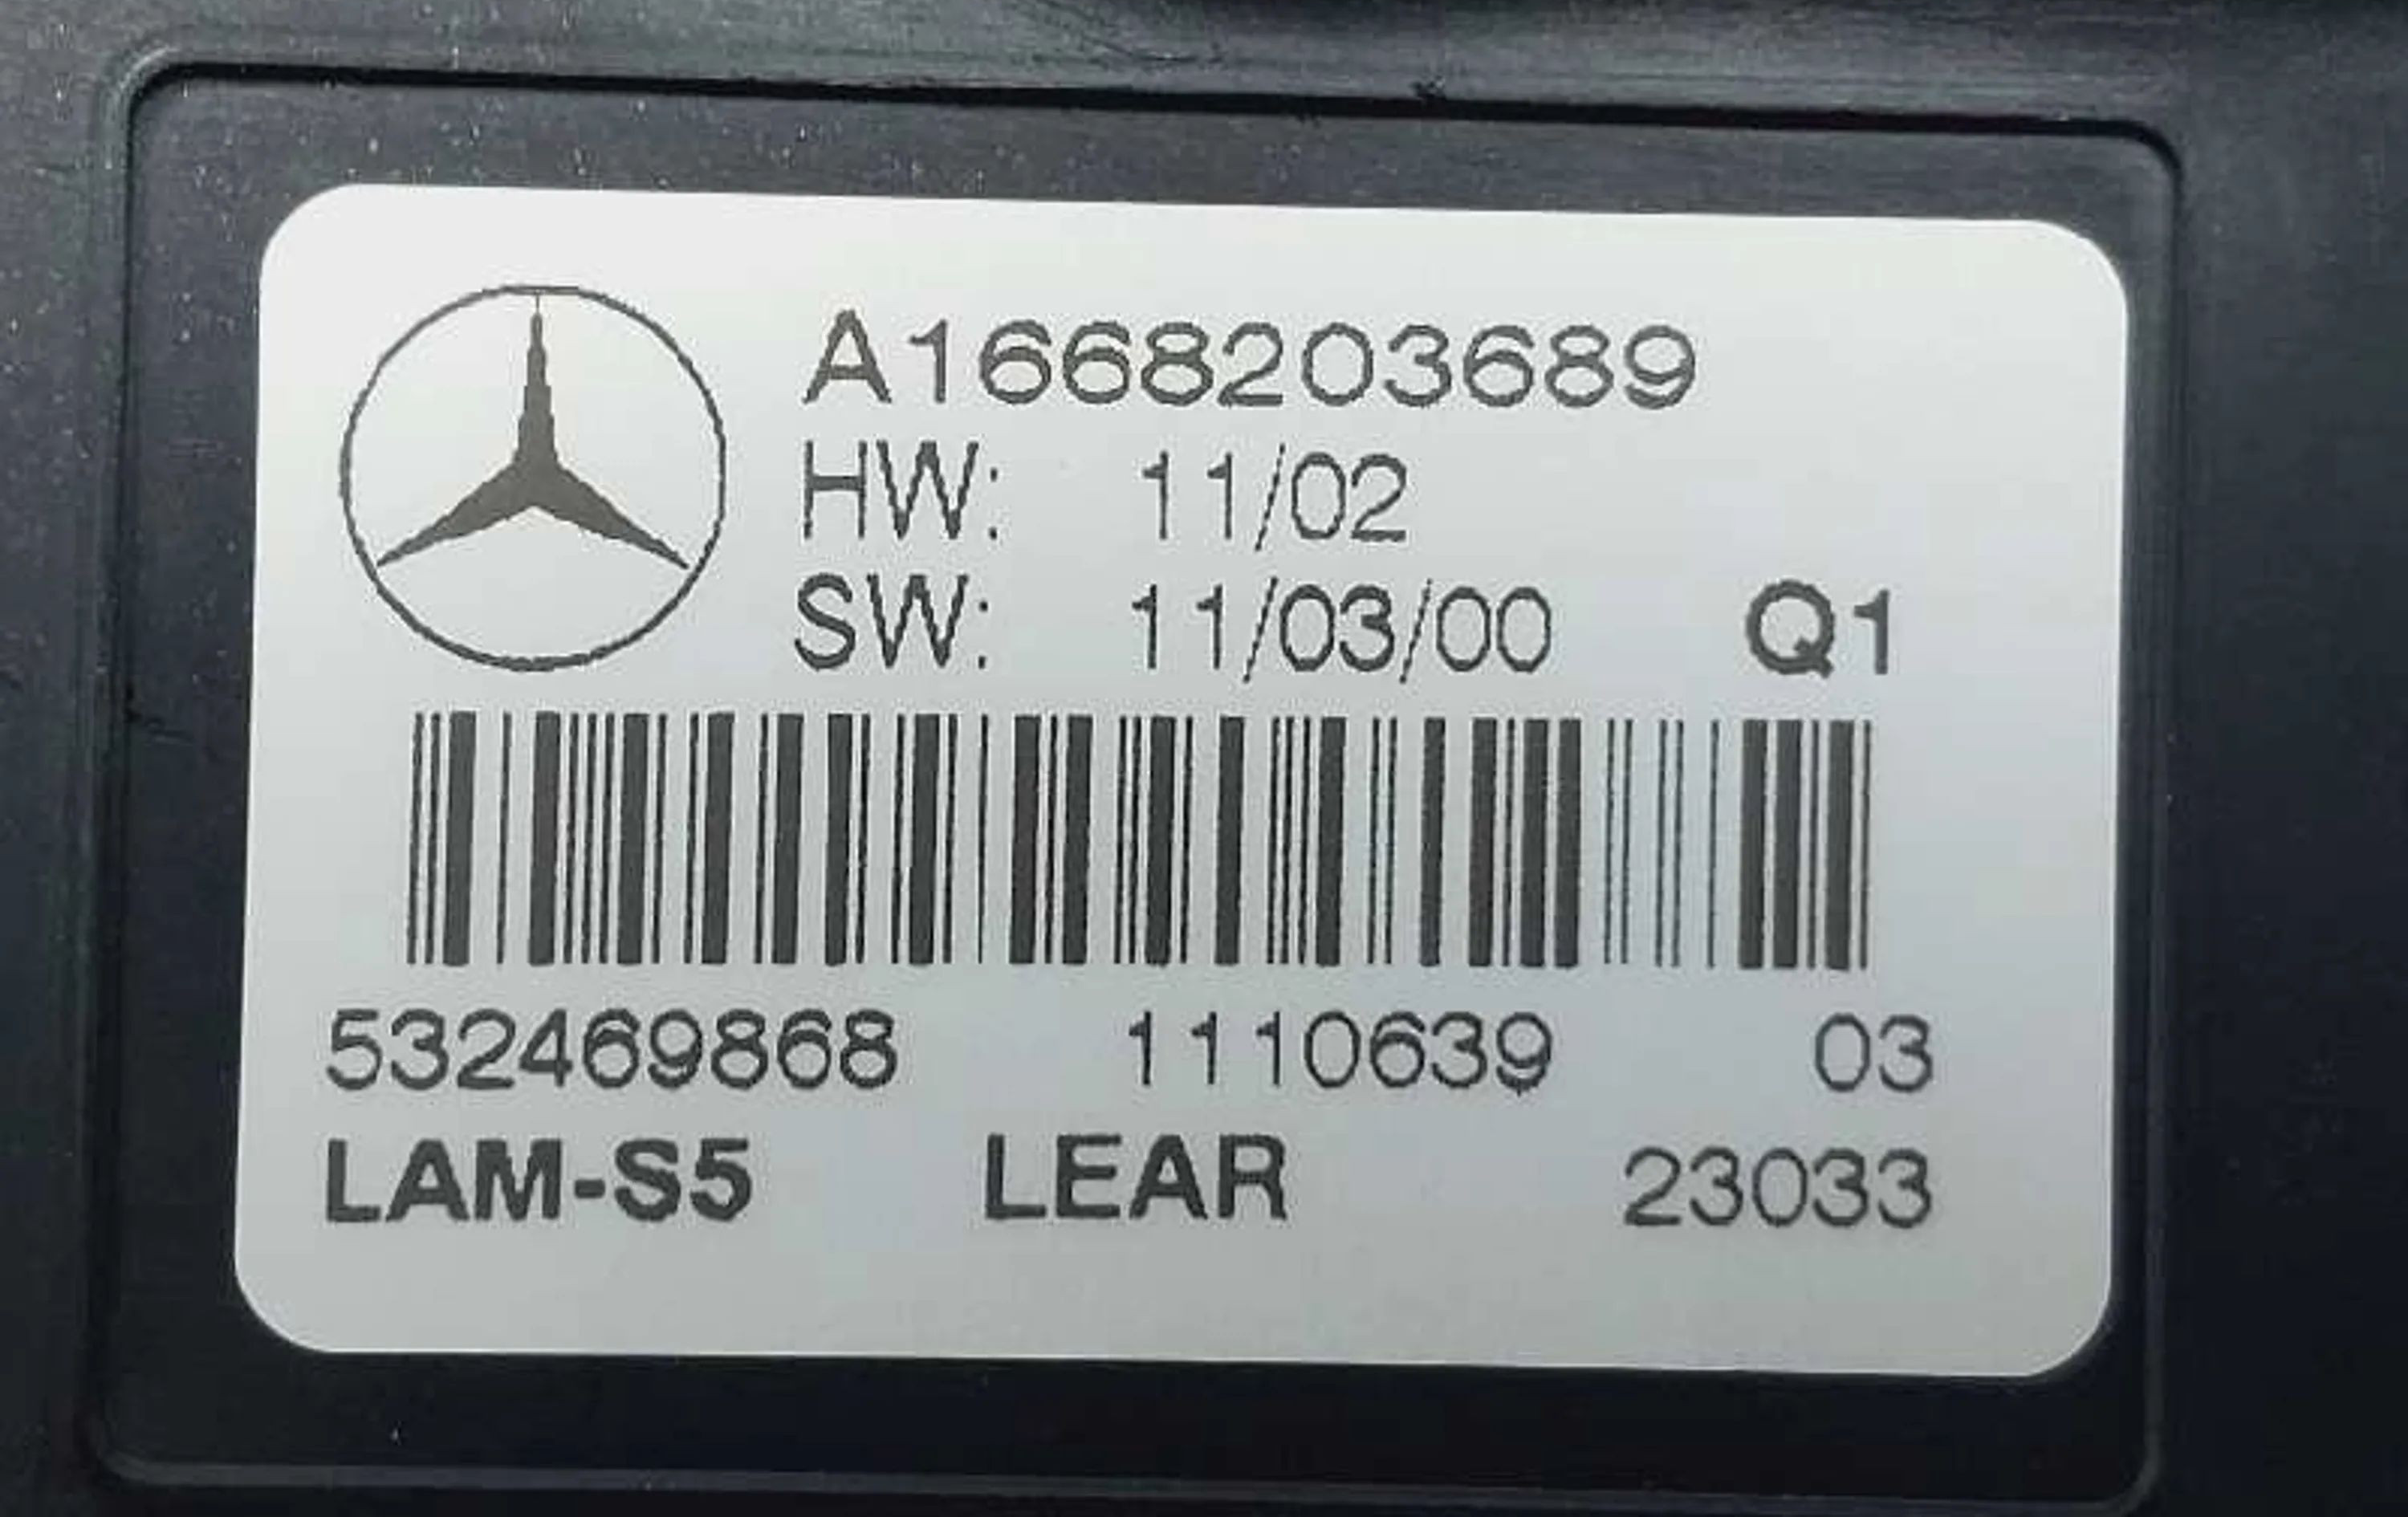 A1668203689
HW: 11/02
SW: 11/03/00 Q1
532469868 1110639 03
LAM-S5 LEAR 23033